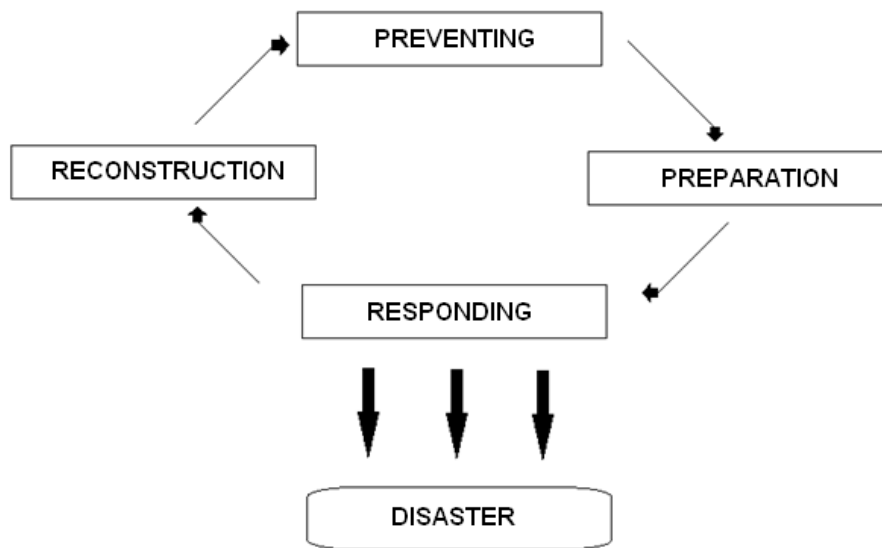 PREVENTING
RECONSTRUCTION
PREPARATION
RESPONDING
DISASTER